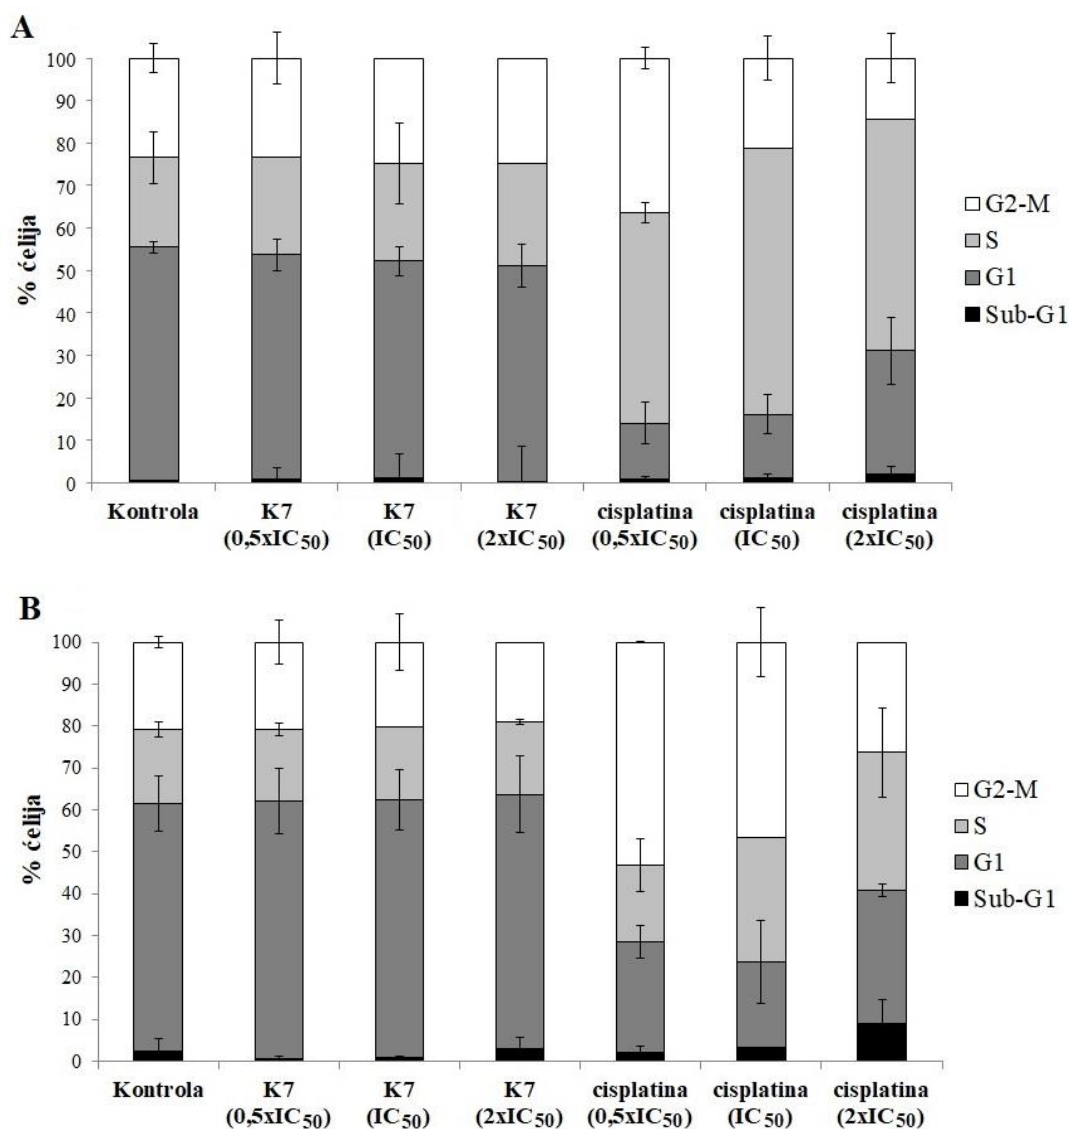 A
% ćelija
100
90
80
70
60
50
40
30
20
10
0
Kontrola
K7
(0,5xIC50)
K7
(IC50)
K7
(2xIC50)
cisplatina
(0,5xIC50)
cisplatina
(IC50)
cisplatina
(2xIC50)
G2-M
S
G1
Sub-G1
B
% ćelija
100
90
80
70
60
50
40
30
20
10
0
Kontrola
K7
(0,5xIC50)
K7
(IC50)
K7
(2xIC50)
cisplatina
(0,5xIC50)
cisplatina
(IC50)
cisplatina
(2xIC50)
G2-M
S
G1
Sub-G1